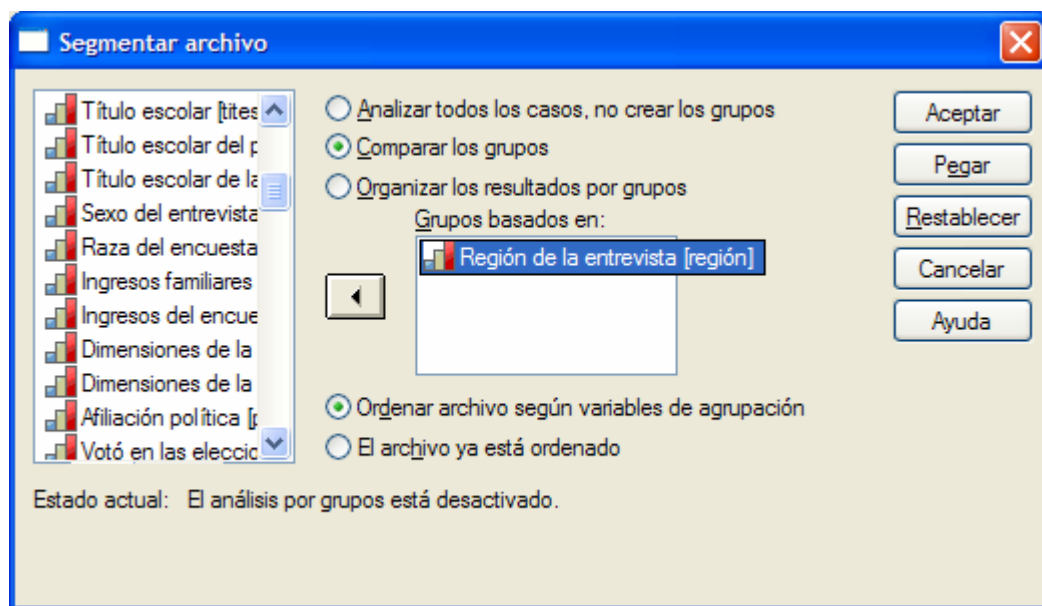 Segmentar archivo
Título escolar [tites
Título escolar del p
Título escolar de la
Sexo del entrevista
Raza del encuesta
Ingresos familiares
Ingresos del encue
Dimensiones de la
Dimensiones de la
Afiliación política [p
Votó en las eleccio
Analizar todos los casos, no crear los grupos
Comparar los grupos
Organizar los resultados por grupos
Grupos basados en:
Región de la entrevista [región]
Ordenar archivo según variables de agrupación
El archivo ya está ordenado
Aceptar
Pegar
Restablecer
Cancelar
Ayuda
Estado actual: El análisis por grupos está desactivado.